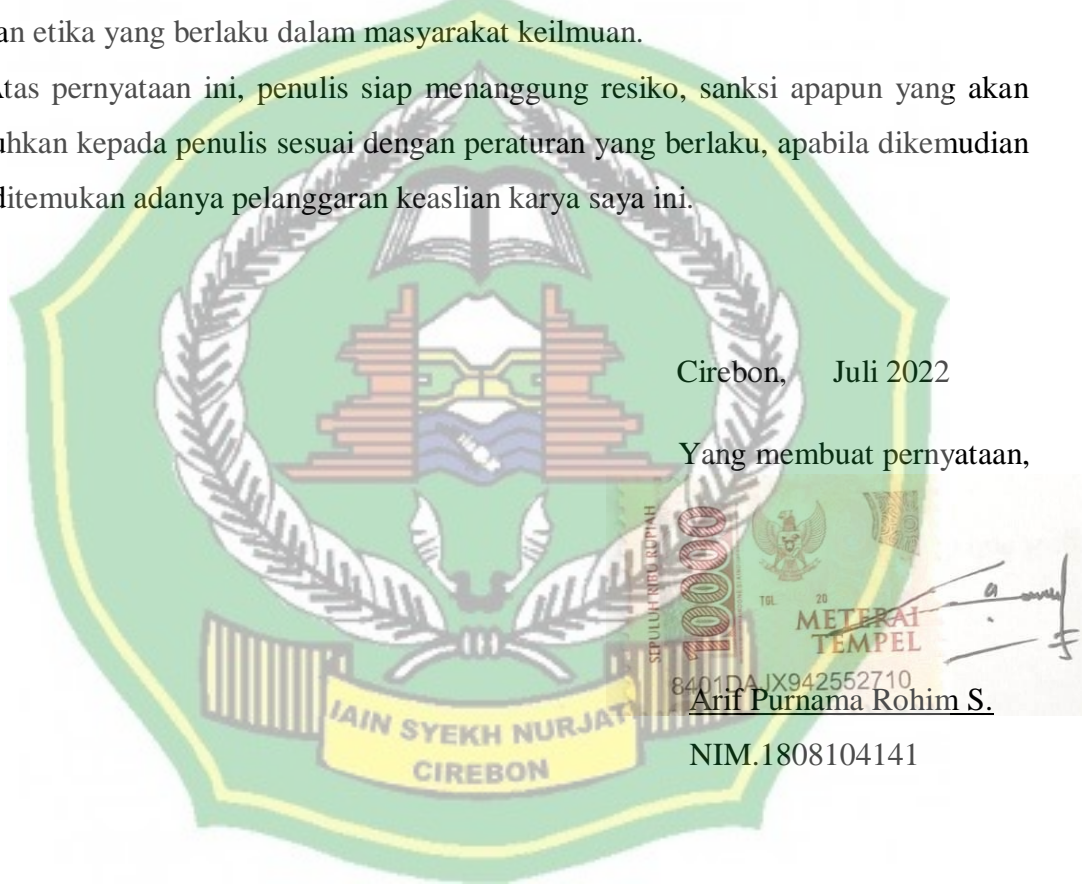 an etika yang berlaku dalam masyarakat keilmuan.
tas pernyataan ini, penulis siap menanggung resiko, sanksi apapun yang akan
uhkan kepada penulis sesuai dengan peraturan yang berlaku, apabila dikemudian
ditemukan adanya pelanggaran keaslian karya saya ini.
Cirebon, Juli 2022
Yang membuat pernyataan,
SEPULUH RIBU RUPIAH
10000
TGL. 20
METERAI
TEMPEL
8401DAJX942552710
Arif Purnama Rohim S.
NIM.1808104141
IAIN SYEKH NURJAT
CIREBON